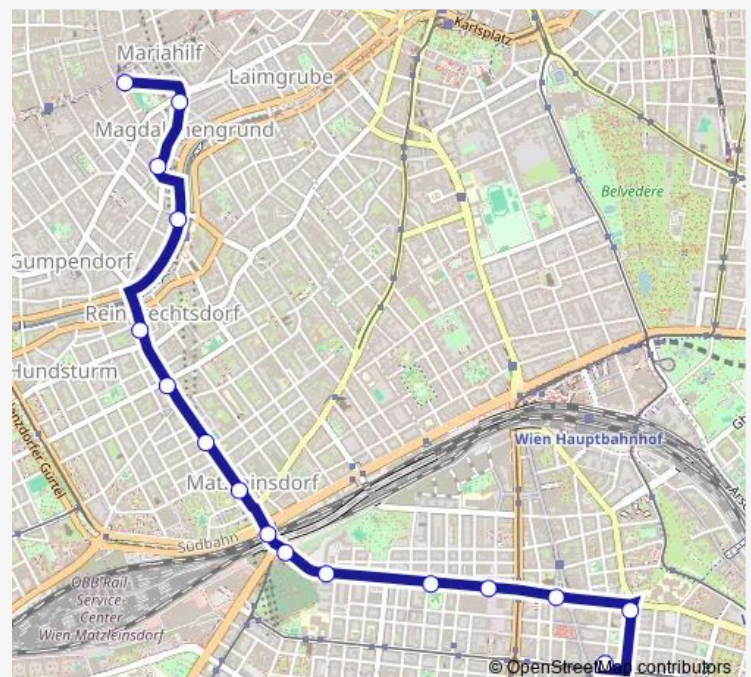 Karlsplatz
Mariahilf
Laimgrube
Magdalenengrund
Belvedere
Gumpendorf
Reinprechtsdorf
Hundsturm
Wien Hauptbahnhof
Matzleinsdorf
Südbahn
ÖBB Rail
Service
Center
Wien Matzleinsdorf
© OpenStreetMap contributors